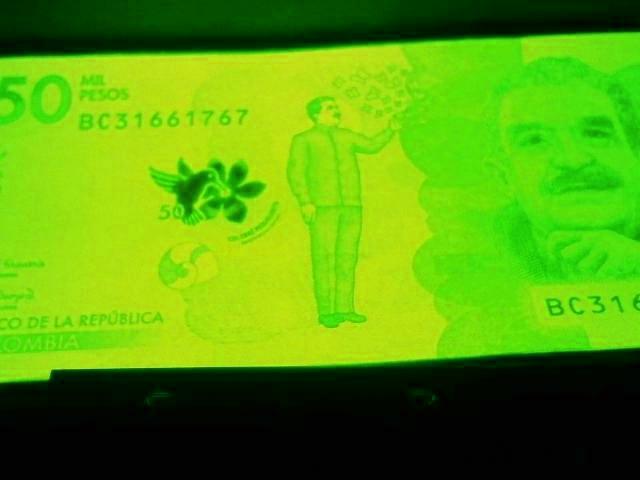 50 MIL
PESOS
BC31661767
50
CO DE LA REPÚBLICA
OMBIA
BC316